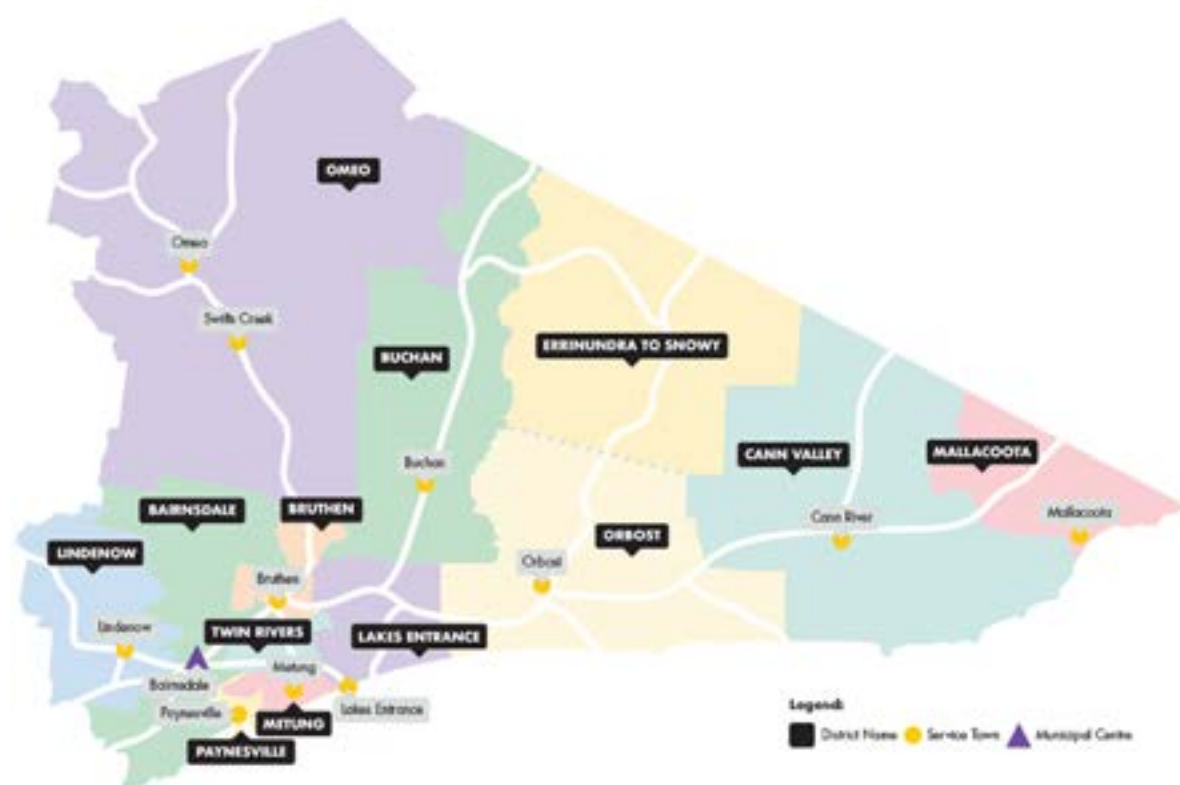 OMEO
Omeo
Swifts Creek
ERRINUNDRA TO SNOWY
BUCHAN
CANN VALLEY
MALLACOOTA
Buchan
BAIRNSDALE
BRUTHEN
Cann River
Mallacoota
ORBOST
LINDENOW
Orbost
Bruthen
Lindenow
TWIN RIVERS
LAKES ENTRANCE
Metung
Bairnsdale
Paynesville
Lakes Entrance
METUNG
PAYNESVILLE
Legend:
District Name
Service Town
Municipal Centre